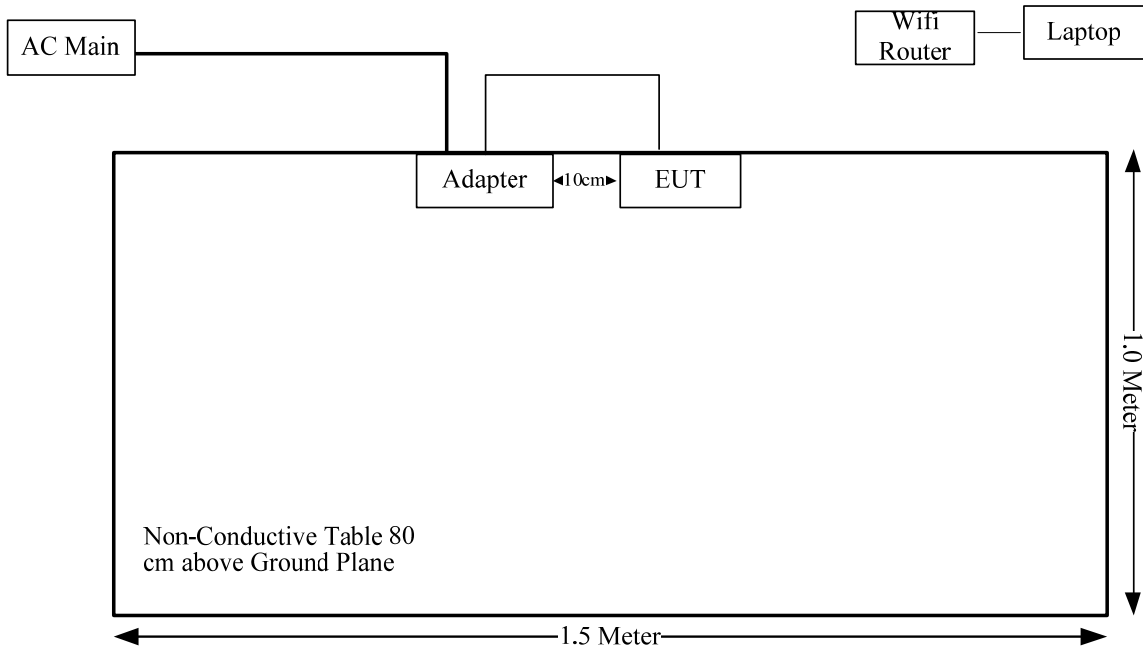 AC Main
Wifi
Router
Laptop
Adapter
10cm
EUT
1.0 Meter
Non-Conductive Table 80
cm above Ground Plane
1.5 Meter